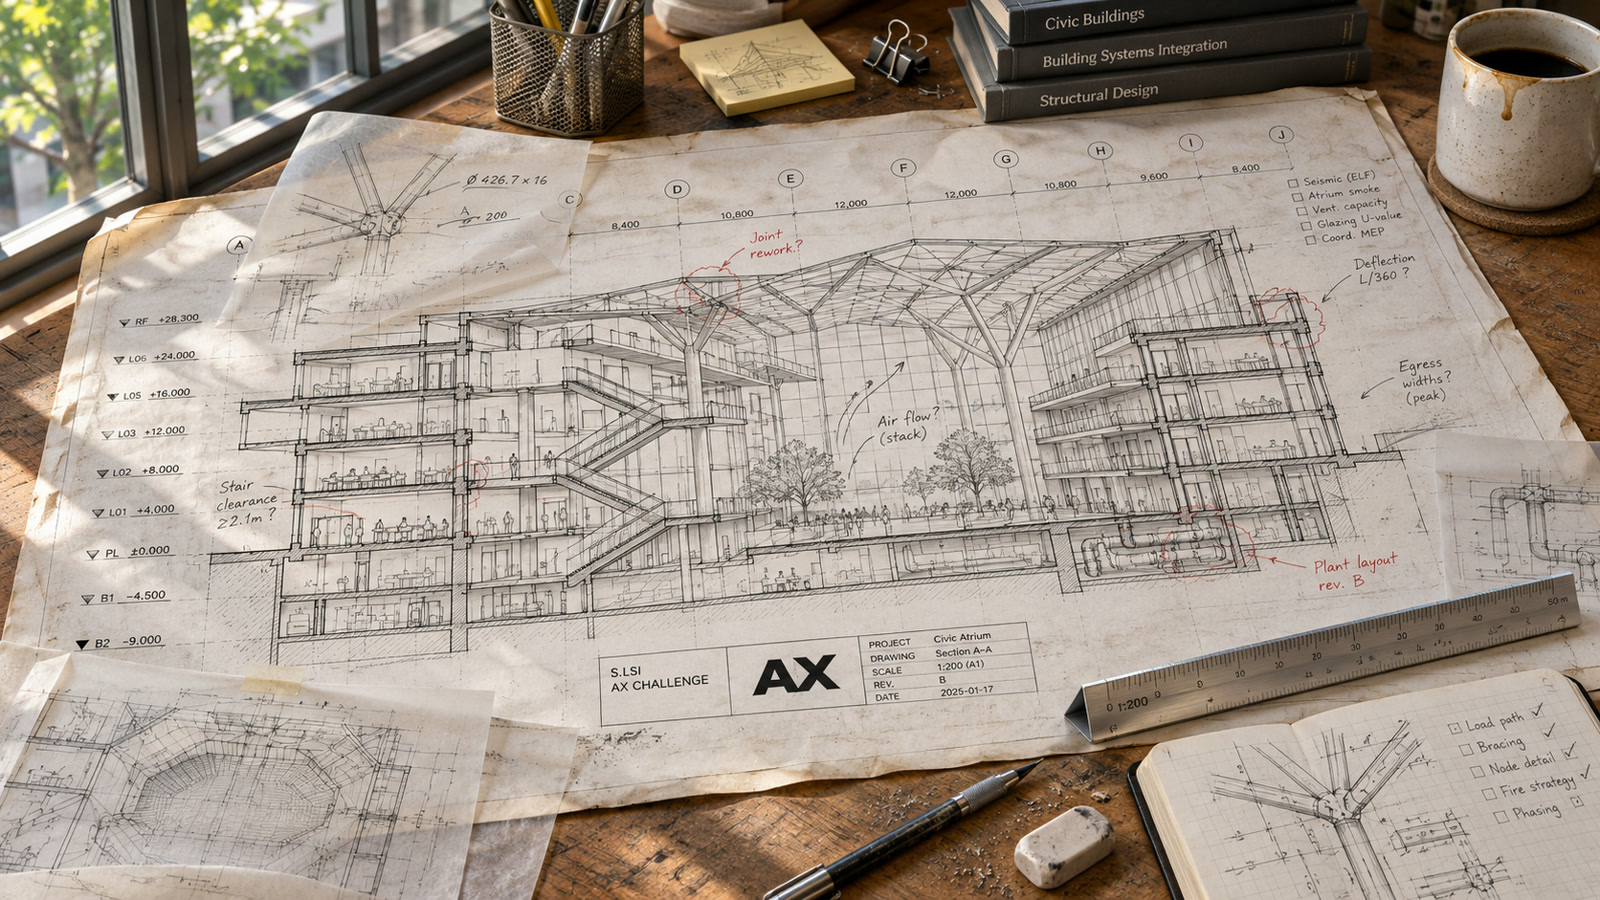 Civic Buildings
Building Systems Integration
Structural Design
Ø 426.7 × 16
A
200
A
C
D
E
F
G
H
I
J
8,400
10,800
12,000
12,000
10,800
9,600
8,400
Seismic (ELF)
Atrium smoke
Vent. capacity
Glazing U-value
Coord. MEP
Joint
rework.?
Deflection
L/360 ?
Egress
widths?
(peak)
Air flow?
(stack)
Stair
clearance
≥2.1m ?
Plant layout
rev. B
RF +28.300
L06 +24.000
L05 +16.000
L03 +12.000
L02 +8.000
L01 +4.000
PL ±0.000
B1 −4.500
B2 −9.000
S.LSI
AX CHALLENGE
AX
PROJECT Civic Atrium
DRAWING Section A–A
SCALE 1:200 (A1)
REV. B
DATE 2025-01-17
1:200
Load path ✓
Bracing ✓
Node detail ✓
Fire strategy ✓
Phasing